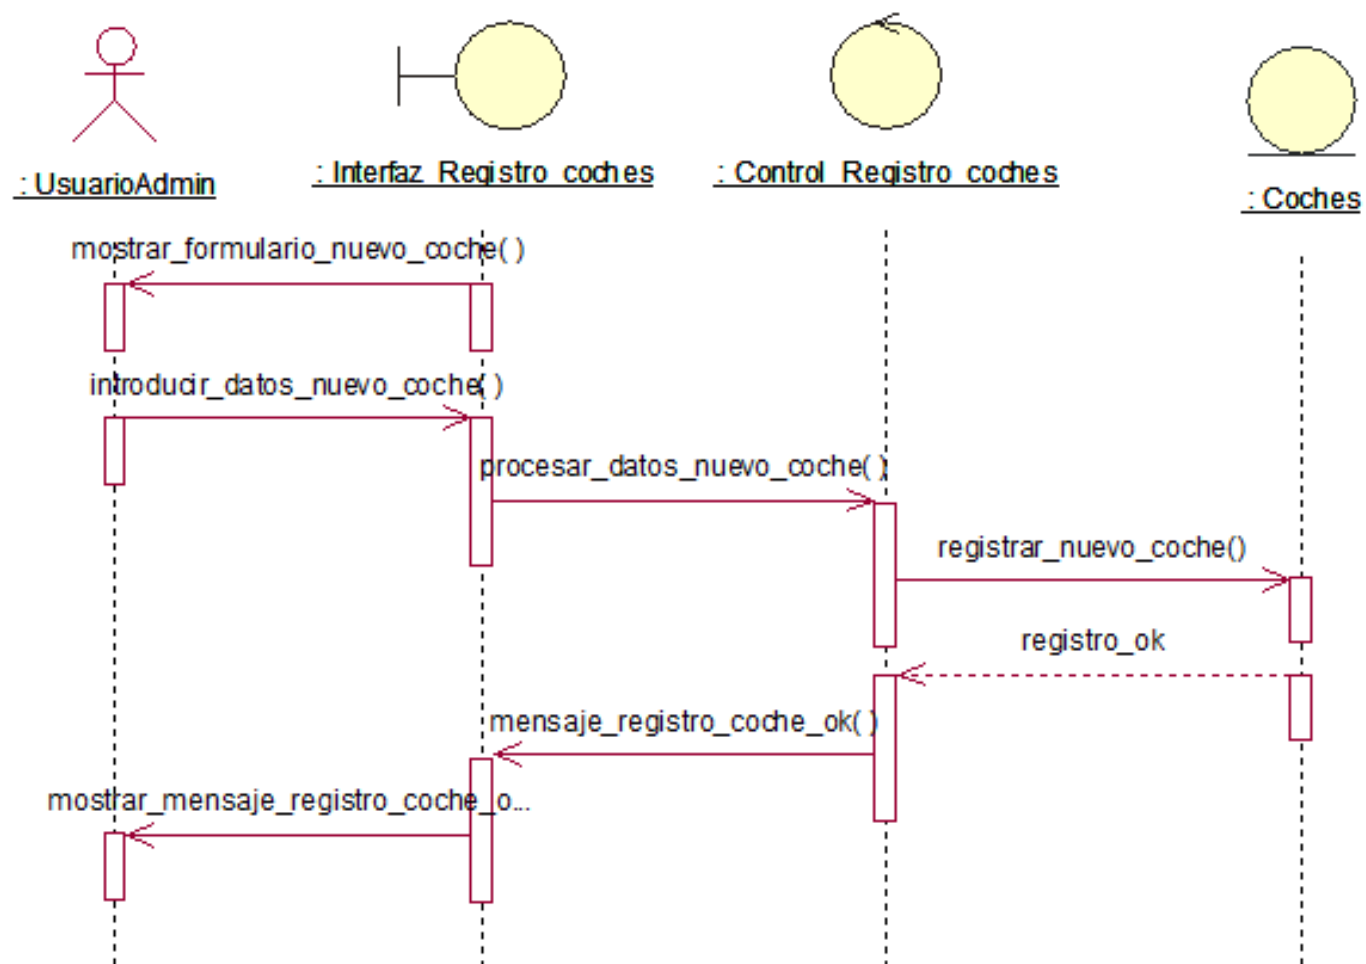 : UsuarioAdmin
: Interfaz_Registro_coches
: Control_Registro_coches
: Coches
mostrar_formulario_nuevo_coche( )
introducir_datos_nuevo_coche( )
procesar_datos_nuevo_coche( )
registrar_nuevo_coche()
registro_ok
mensaje_registro_coche_ok( )
mostrar_mensaje_registro_coche_o...